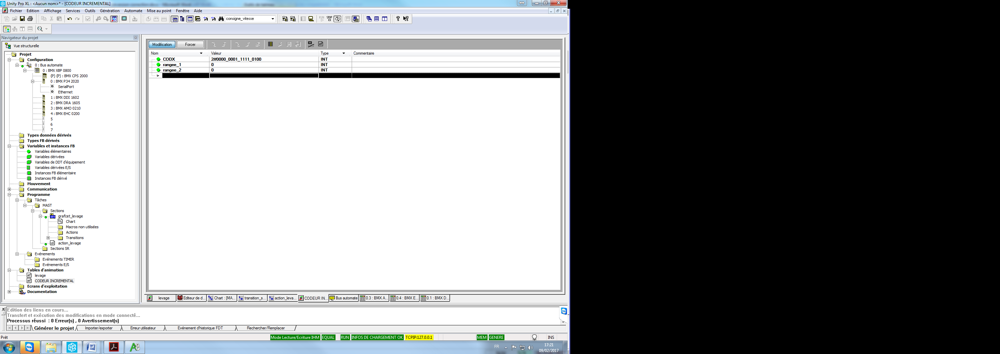 Unity Pro XL : <Aucun nom>* - [CODEUR INCREMENTAL]
Fichier Edition Affichage Services Outils Génération Automate Mise au point Fenêtre Aide
consigne_vitesse
RUN STOP
Navigateur du projet
Vue structurelle
Projet
Configuration
0 : Bus automate
0 : BMX XBP 0800
(P) (P) : BMX CPS 2000
0 : BMX P34 2020
SerialPort
Ethernet
1 : BMX DDI 1602
2 : BMX DRA 1605
3 : BMX AMO 0210
4 : BMX EHC 0200
5
6
7
Types données dérivés
Types FB dérivés
Variables et instances FB
Variables élémentaires
Variables dérivées
Variables de DDT d'équipement
Variables dérivées E/S
Instances FB élémentaire
Instances FB dérivé
Mouvement
Communication
Programme
Tâches
MAST
Sections
grafcet_levage
Chart
Macros non utilisées
Actions
Transitions
action_levage
Sections SR
Evénements
Evénements TIMER
Evénements E/S
Tables d'animation
levage
CODEUR INCREMENTAL
Ecrans d'exploitation
Documentation
Modification Forcer
Nom Valeur Type Commentaire
CODX 2#0000_0001_1111_0100 INT
rangee_1 0 INT
rangee_2 0 INT
levage Editeur de d... Chart : [MA... transition_s... action_leva... CODEUR IN... Bus automate 0.3 : BMX A... 0.4 : BMX E... 0.1 : BMX D...
Edition des liens en cours...
Transfert et exécution des modifications en mode connecté...
Processus réussi : 0 Erreur(s) , 0 Avertissement(s)
Générer le projet Importer/exporter Erreur utilisateur Evénement d'historique FDT Rechercher/Remplacer
Prêt Mode Lecture/Ecriture IHM EQUAL RUN INFOS DE CHARGEMENT OK TCPIP:127.0.0.1 MEM GENERE INS
FR 17:21
09/02/2017